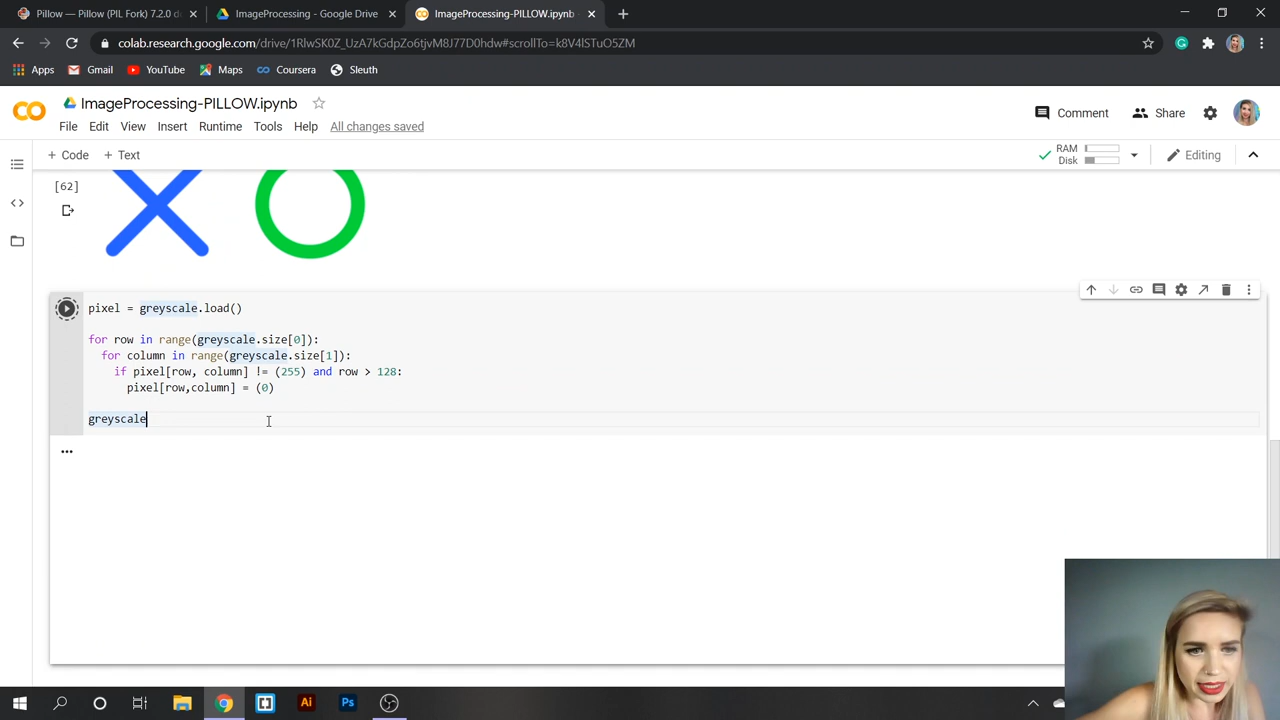 Pillow — Pillow (PIL Fork) 7.2.0 d
ImageProcessing - Google Drive
ImageProcessing-PILLOW.ipynb -
colab.research.google.com/drive/1RlwSK0Z_UzA7kGdpZo6tjvM8J77D0hdw#scrollTo=k8V4lSTuO5ZM
Apps
Gmail
YouTube
Maps
Coursera
Sleuth
ImageProcessing-PILLOW.ipynb
Comment
Share
File
Edit
View
Insert
Runtime
Tools
Help
All changes saved
+ Code
+ Text
RAM
Disk
Editing
[62]
pixel = greyscale.load()
for row in range(greyscale.size[0]):
for column in range(greyscale.size[1]):
if pixel[row, column] != (255) and row > 128:
pixel[row,column] = (0)
greyscale